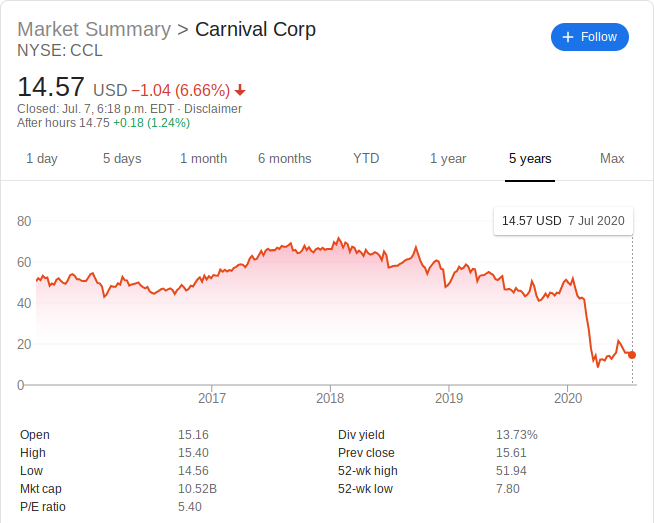 Market Summary > Carnival Corp
NYSE: CCL
+ Follow
14.57 USD −1.04 (6.66%)
Closed: Jul. 7, 6:18 p.m. EDT · Disclaimer
After hours 14.75 +0.18 (1.24%)
1 day 5 days 1 month 6 months YTD 1 year 5 years Max
14.57 USD 7 Jul 2020
80
60
40
20
0
2017 2018 2019 2020
Open 15.16 Div yield 13.73%
High 15.40 Prev close 15.61
Low 14.56 52-wk high 51.94
Mkt cap 10.52B 52-wk low 7.80
P/E ratio 5.40